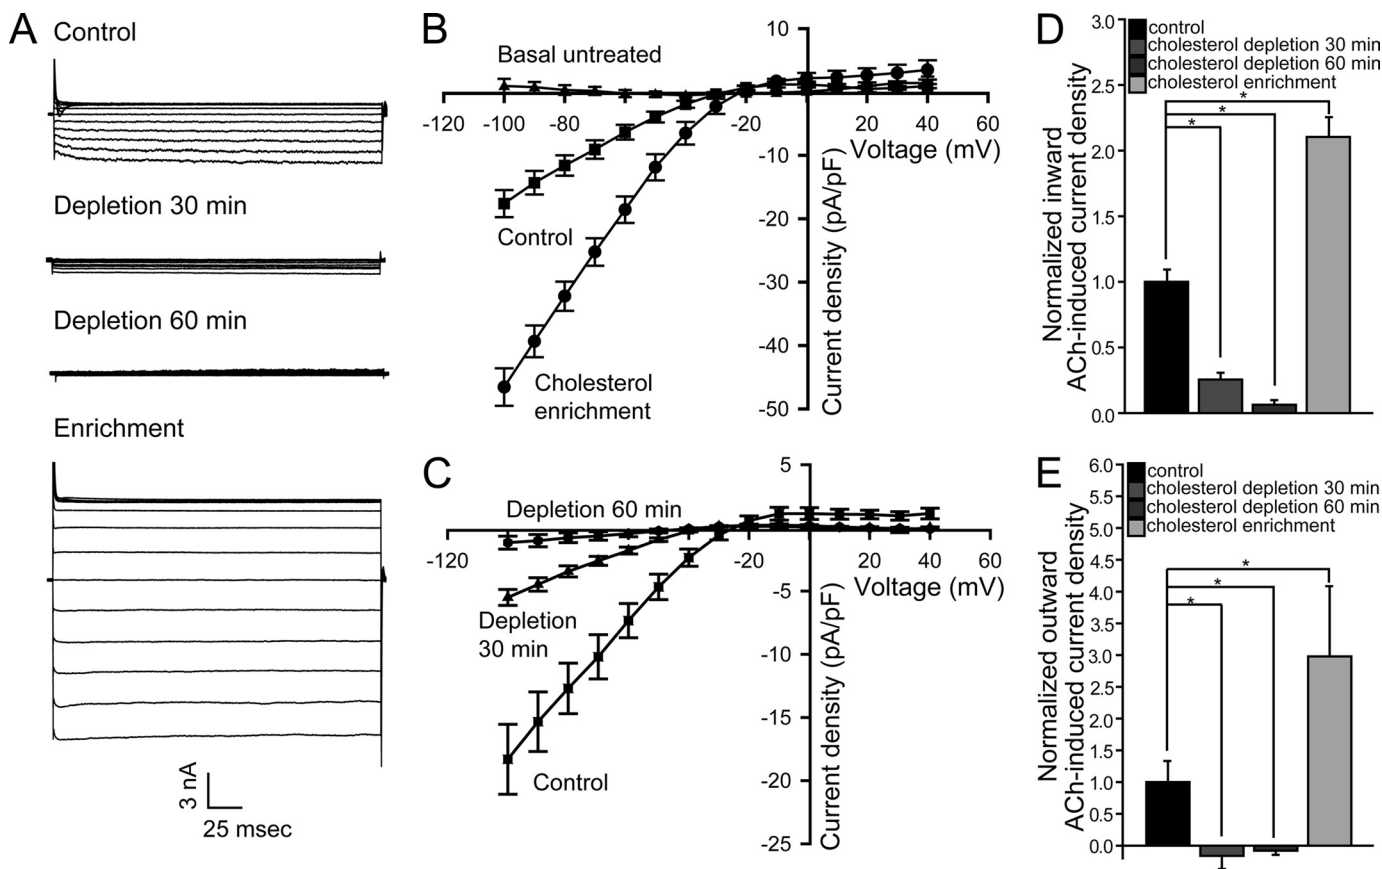 A
Control
Depletion 30 min
Depletion 60 min
Enrichment
3 nA
25 msec
B
Basal untreated
10
-120
-100
-80
-60
-20
20
40
60
Voltage (mV)
-10
-20
-30
-40
-50
Current density (pA/pF)
Control
Cholesterol
enrichment
C
Depletion 60 min
5
-120
-20
20
40
60
Voltage (mV)
-5
-10
-15
-20
-25
Current density (pA/pF)
Depletion
30 min
Control
D
control
cholesterol depletion 30 min
cholesterol depletion 60 min
cholesterol enrichment
Normalized inward
ACh-induced current density
3.0
2.5
2.0
1.5
1.0
0.5
0.0
*
*
*
E
control
cholesterol depletion 30 min
cholesterol depletion 60 min
cholesterol enrichment
Normalized outward
ACh-induced current density
6.0
5.5
5.0
4.5
4.0
3.5
3.0
2.5
2.0
1.5
1.0
0.5
0.0
*
*
*